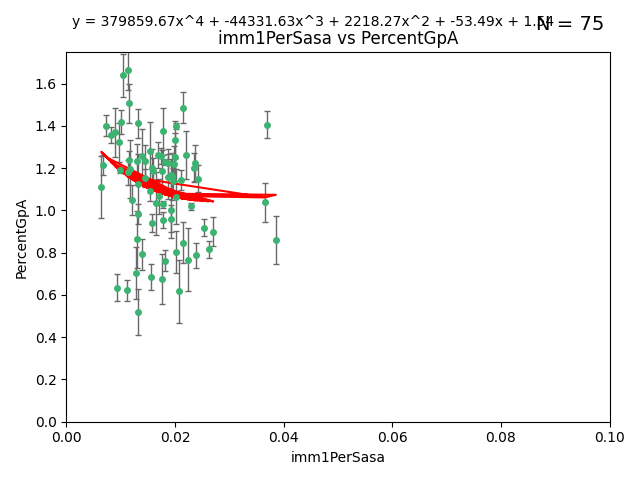 y = 379859.67x^4 + -44331.63x^3 + 2218.27x^2 + -53.49x + 1.54
N = 75
imm1PerSasa vs PercentGpA
PercentGpA
1.6
1.4
1.2
1.0
0.8
0.6
0.4
0.2
0.0
0.00 0.02 0.04 0.06 0.08 0.10
imm1PerSasa